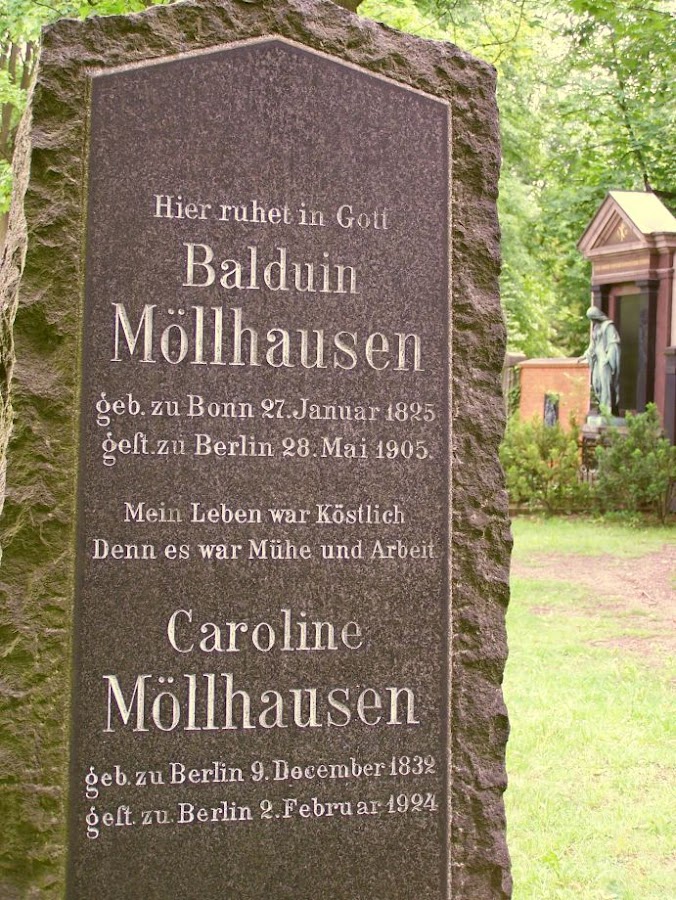 Hier ruhet in Gott
Balduin
Möllhausen
geb. zu Bonn 27. Januar 1825
geſt. zu Berlin 28. Mai 1905.
Mein Leben war Köstlich
Denn es war Mühe und Arbeit
Caroline
Möllhausen
geb. zu Berlin 9. December 1832
geſt. zu Berlin 2. Februar 1924